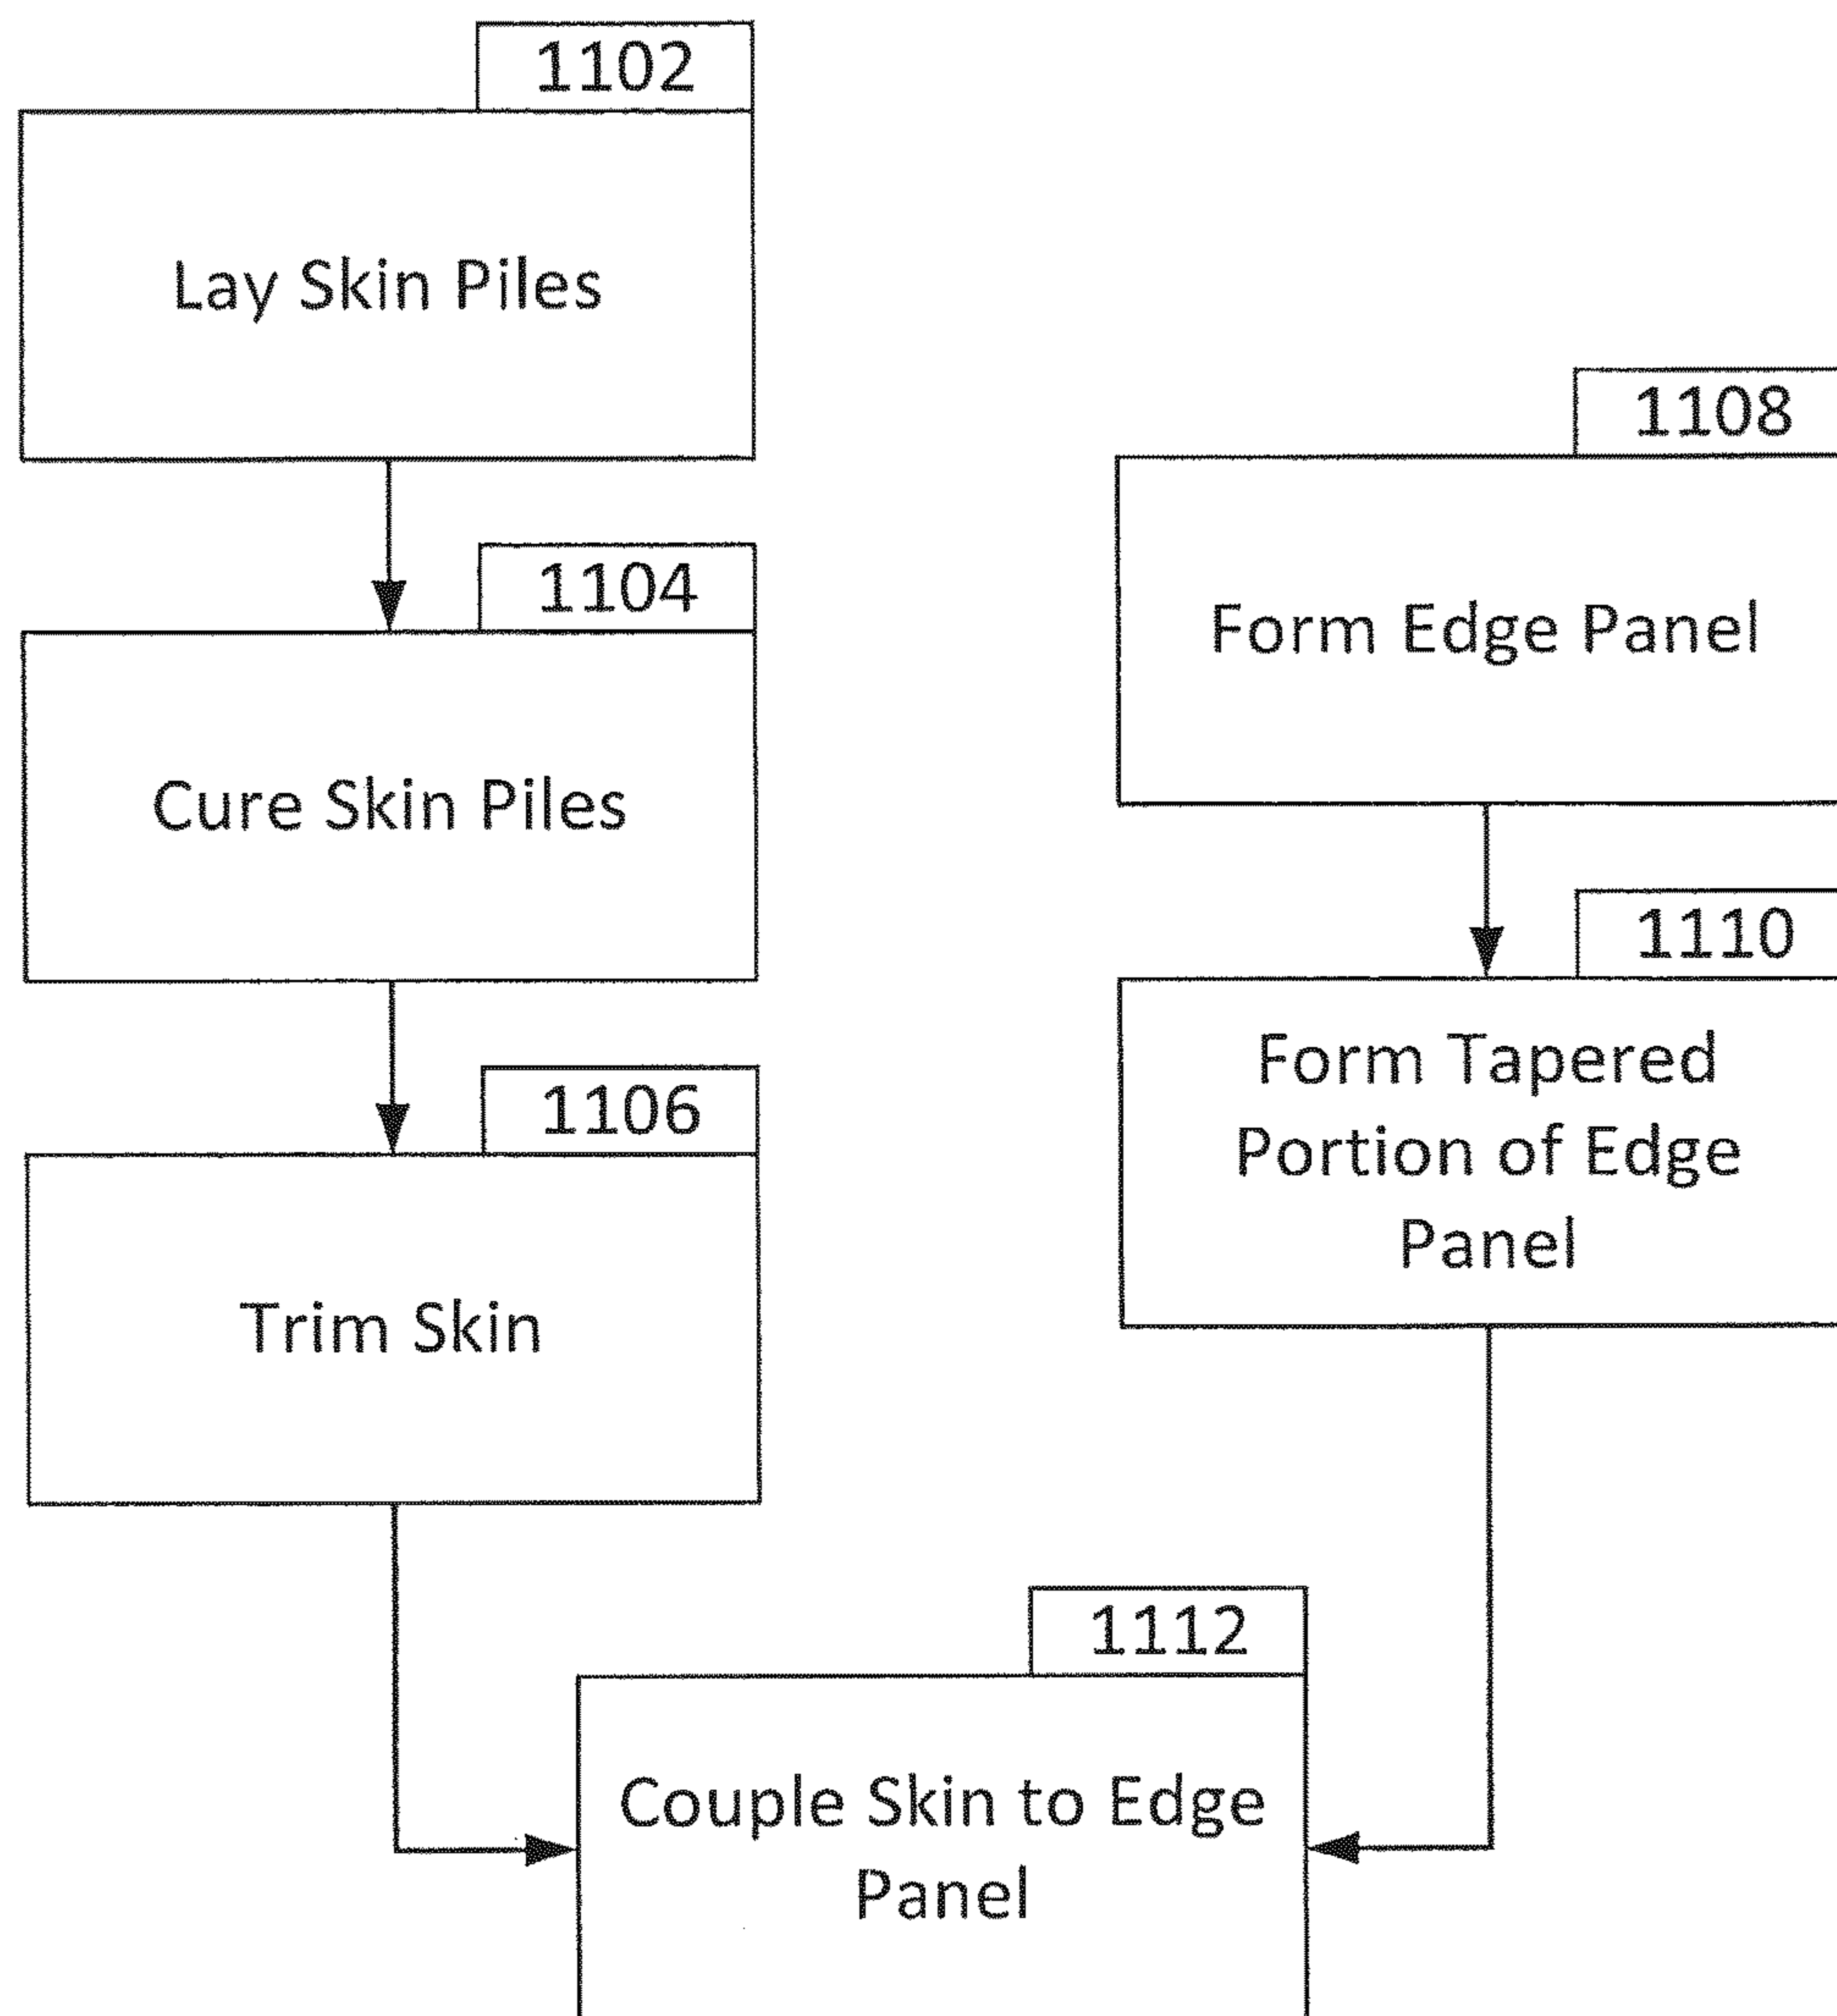 1102
Lay Skin Piles
1104
Cure Skin Piles
1106
Trim Skin
1108
Form Edge Panel
1110
Form Tapered
Portion of Edge
Panel
1112
Couple Skin to Edge
Panel